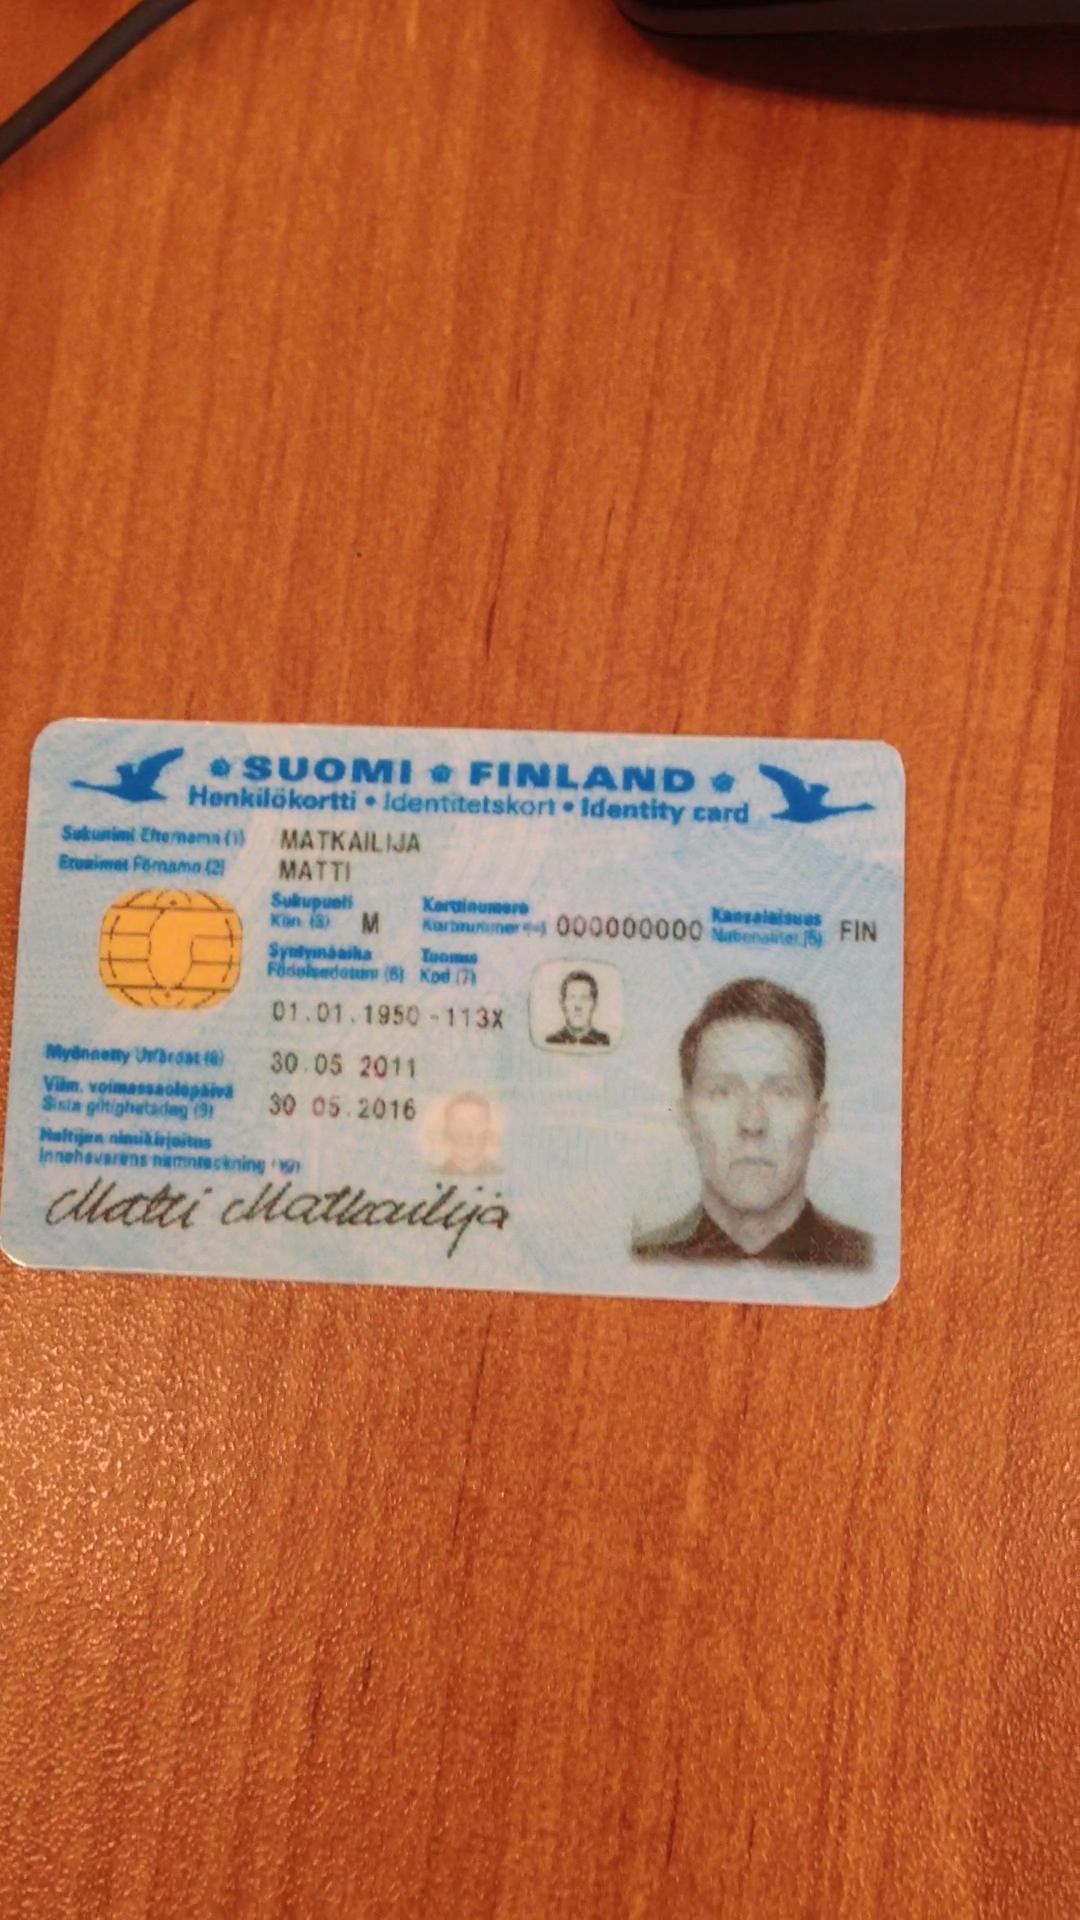 SUOMI FINLAND
Henkilökortti • Identitetskort • Identity card
Sukunimi Efternamn (1) MATKAILIJA
Etunimet Förnamn (2) MATTI
Sukupuoli Kortinumero Kansalaisuus
Kön (3) M Kortnummer 000000000 Nationalitet (5) FIN
Syntymäaika Tunnus
Födelsedatum (6) Kod (7)
01.01.1950 -113X
Myönnetty Utfärdat (8) 30.05 2011
Viim. voimassaolopäivä
Sista giltighetsdag (9) 30 05.2016
Haltijan nimikirjoitus
Innehavarens namnteckning (10)
Matti Matkailija